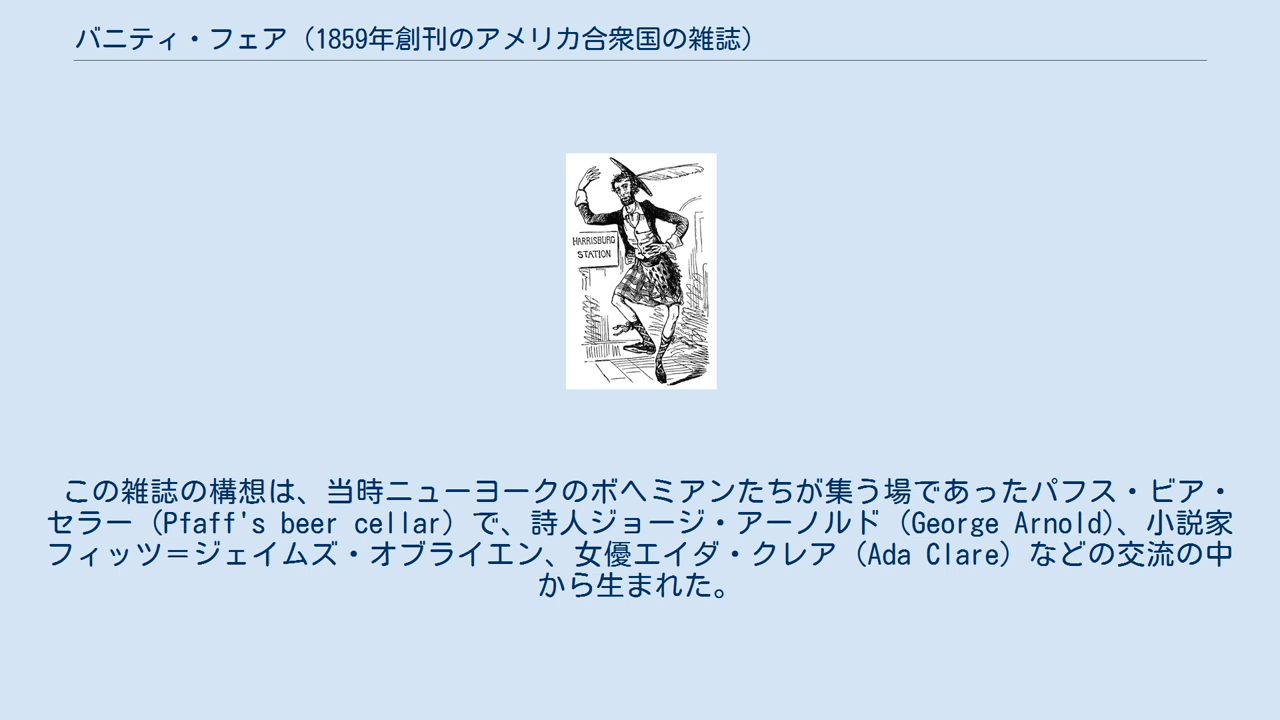 バニティ・フェア（1859年創刊のアメリカ合衆国の雑誌）
HARRISBURG
STATION
この雑誌の構想は、当時ニューヨークのボヘミアンたちが集う場であったパフス・ビア・
セラー（Pfaff's beer cellar）で、詩人ジョージ・アーノルド（George Arnold）、小説家
フィッツ＝ジェイムズ・オブライエン、女優エイダ・クレア（Ada Clare）などの交流の中
から生まれた。